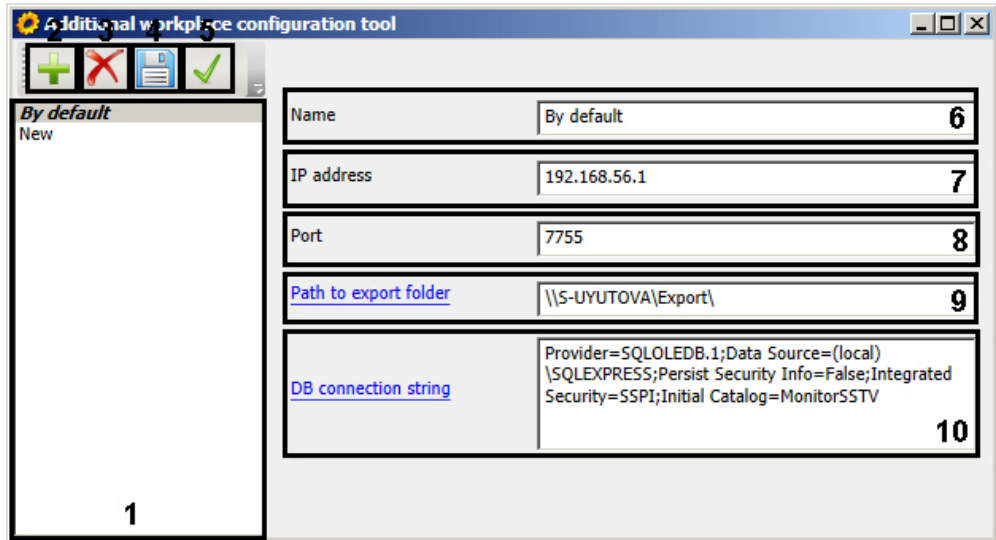 Additional workplace configuration tool
2 3 4 5
By default
New
1
Name
By default
6
IP address
192.168.56.1
7
Port
7755
8
Path to export folder
\\S-UYUTOVA\Export\
9
DB connection string
Provider=SQLOLEDB.1;Data Source=(local)
\SQLEXPRESS;Persist Security Info=False;Integrated
Security=SSPI;Initial Catalog=MonitorSSTV
10